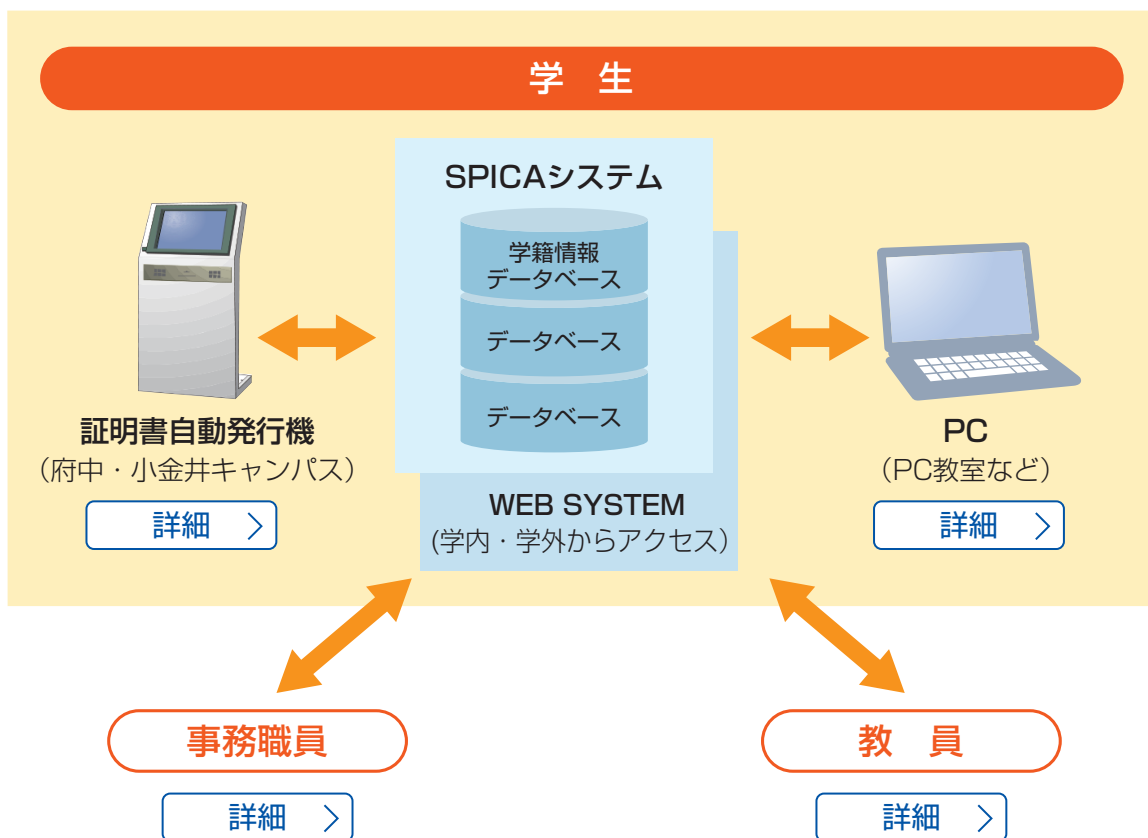 学 生
SPICAシステム
学籍情報
データベース
データベース
データベース
証明書自動発行機
（府中・小金井キャンパス）
詳細
WEB SYSTEM
(学内・学外からアクセス）
PC
（PC教室など）
詳細
事務職員
詳細
教 員
詳細